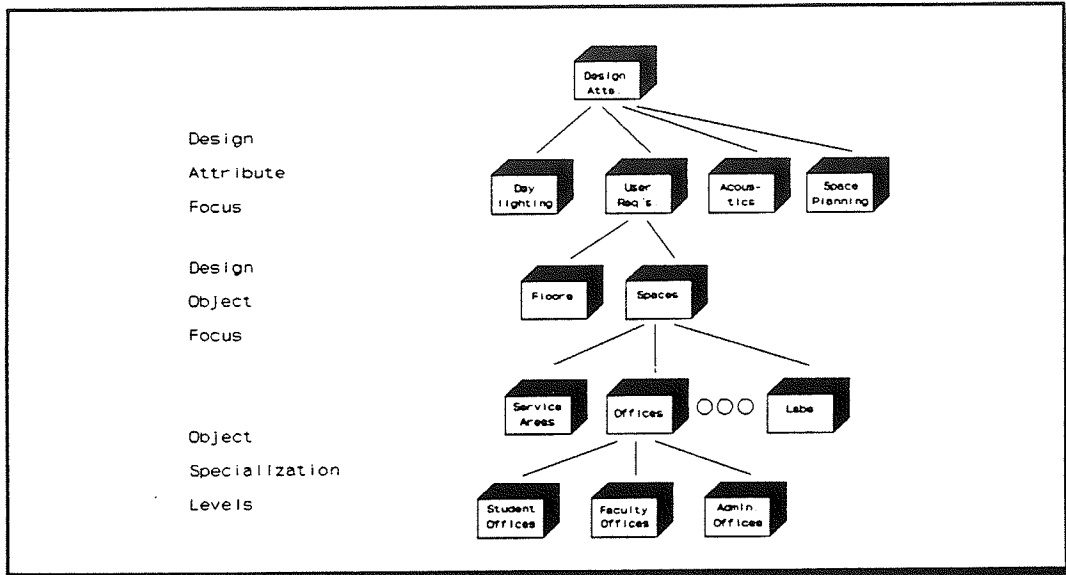 Design
Atts.
Design
Attribute
Focus
Day
lighting
User
Req's
Acous-
tics
Space
Planning
Design
Object
Focus
Floors
Spaces
Service
Areas
Offices
Labs
Object
Specialization
Levels
Student
Offices
Faculty
Offices
Admin.
Offices